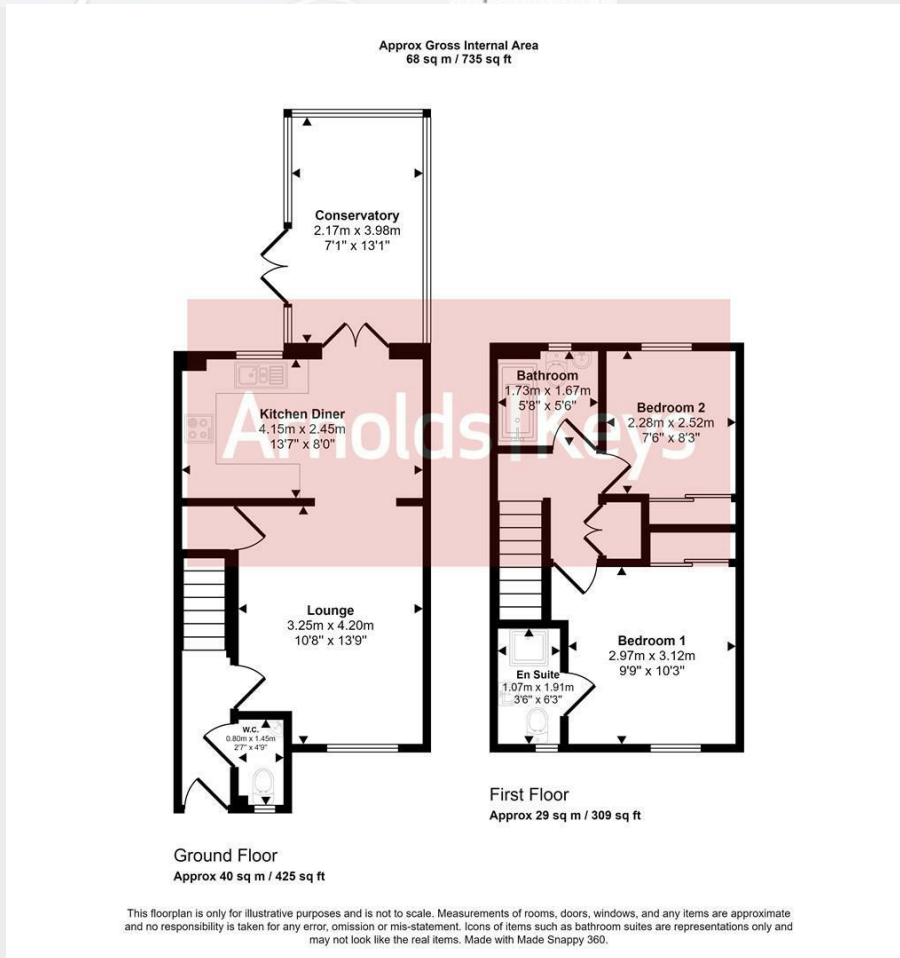 Approx Gross Internal Area
68 sq m / 735 sq ft
Conservatory
2.17m x 3.98m
7'1" x 13'1"
Kitchen Diner
4.15m x 2.45m
13'7" x 8'0"
Bathroom
1.73m x 1.67m
5'8" x 5'6"
Bedroom 2
2.28m x 2.52m
7'6" x 8'3"
Arnolds|Keys
Lounge
3.25m x 4.20m
10'8" x 13'9"
Bedroom 1
2.97m x 3.12m
9'9" x 10'3"
En Suite
1.07m x 1.91m
3'6" x 6'3"
W.C.
0.80m x 1.45m
2'7" x 4'9"
First Floor
Approx 29 sq m / 309 sq ft
Ground Floor
Approx 40 sq m / 425 sq ft
This floorplan is only for illustrative purposes and is not to scale. Measurements of rooms, doors, windows, and any items are approximate
and no responsibility is taken for any error, omission or mis-statement. Icons of items such as bathroom suites are representations only and
may not look like the real items. Made with Made Snappy 360.